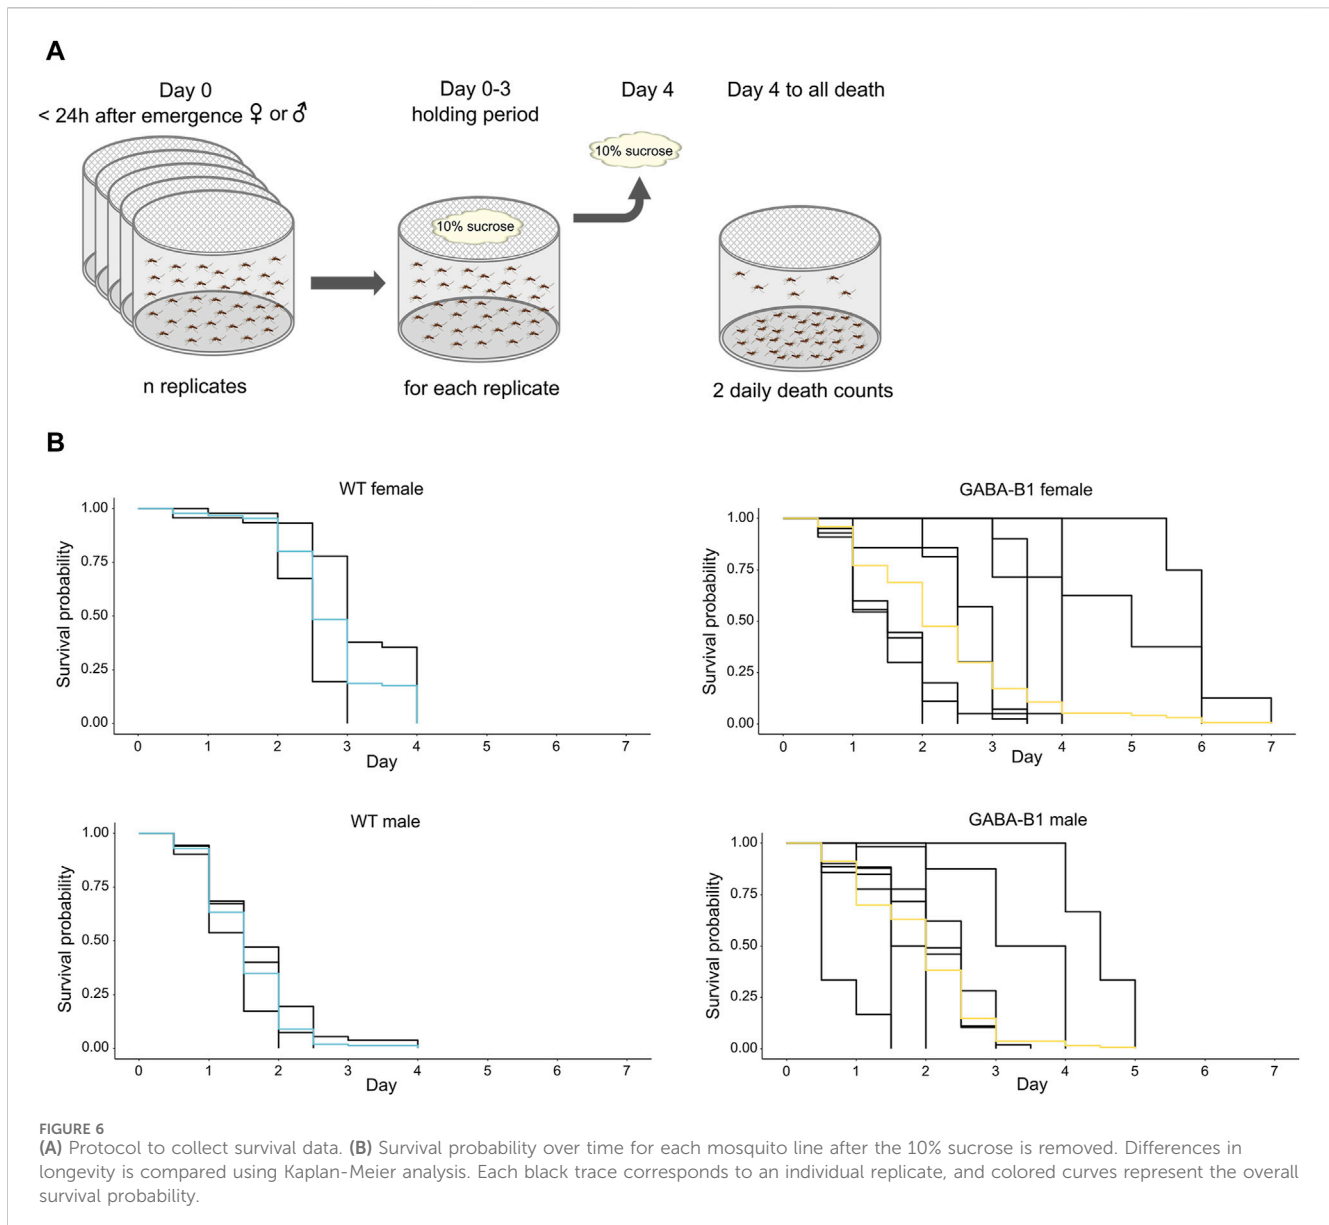 A
Day 0
< 24h after emergence ♀ or ♂
Day 0-3
holding period
Day 4
Day 4 to all death
10% sucrose
10% sucrose
n replicates
for each replicate
2 daily death counts
B
WT female
Survival probability
1.00
0.75
0.50
0.25
0.00
0 1 2 3 4 5 6 7
Day
GABA-B1 female
Survival probability
1.00
0.75
0.50
0.25
0.00
0 1 2 3 4 5 6 7
Day
WT male
Survival probability
1.00
0.75
0.50
0.25
0.00
0 1 2 3 4 5 6 7
Day
GABA-B1 male
Survival probability
1.00
0.75
0.50
0.25
0.00
0 1 2 3 4 5 6 7
Day
FIGURE 6
(A) Protocol to collect survival data. (B) Survival probability over time for each mosquito line after the 10% sucrose is removed. Differences in
longevity is compared using Kaplan-Meier analysis. Each black trace corresponds to an individual replicate, and colored curves represent the overall
survival probability.